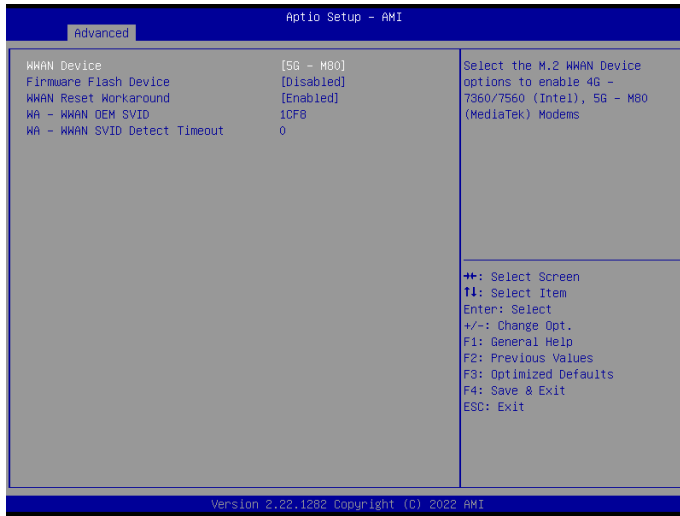 Aptio Setup – AMI
Advanced
WWAN Device [5G – M80]
Firmware Flash Device [Disabled]
WWAN Reset Workaround [Enabled]
WA – WWAN OEM SVID 1CF8
WA – WWAN SVID Detect Timeout 0
Select the M.2 WWAN Device
options to enable 4G –
7360/7560 (Intel), 5G – M80
(MediaTek) Modems
→←: Select Screen
↑↓: Select Item
Enter: Select
+/-: Change Opt.
F1: General Help
F2: Previous Values
F3: Optimized Defaults
F4: Save & Exit
ESC: Exit
Version 2.22.1282 Copyright (C) 2022 AMI